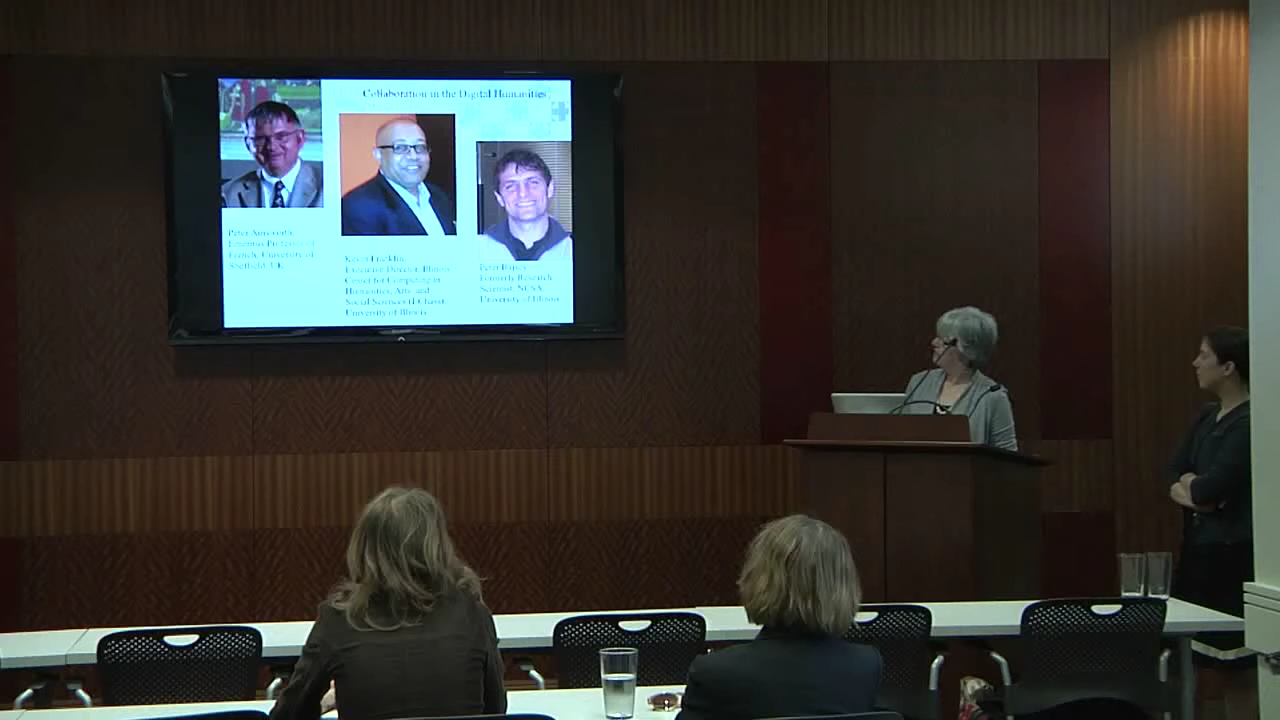 Collaboration in the Digital Humanities
Peter Ainsworth,
Emeritus Professor of
French, University of
Sheffield, UK
Kevin Franklin,
Executive Director, Illinois
Center for Computing in
Humanities, Arts, and
Social Sciences (I-CHASS),
University of Illinois
Peter Bajcsy
Formerly Research
Scientist, NCSA,
University of Illinois